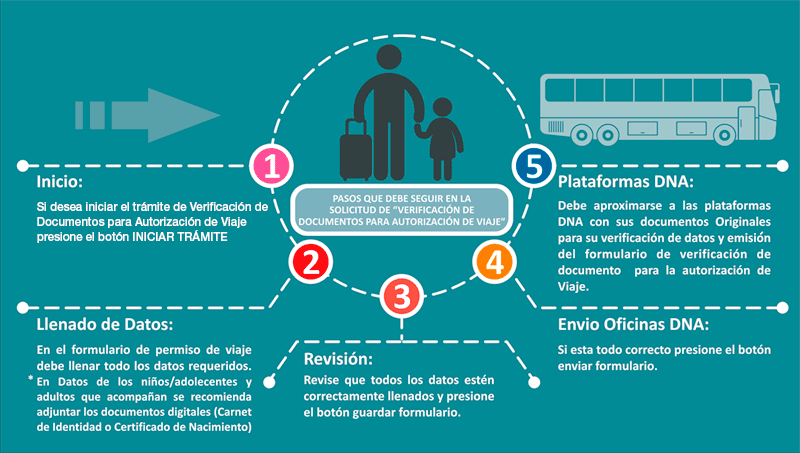 PASOS QUE DEBE SEGUIR EN LA
SOLICITUD DE "VERIFICACIÓN DE
DOCUMENTOS PARA AUTORIZACIÓN DE VIAJE"
1
Inicio:
Si desea iniciar el trámite de Verificación de
Documentos para Autorización de Viaje
presione el botón INICIAR TRÁMITE
2
Llenado de Datos:
En el formulario de permiso de viaje
debe llenar todo los datos requeridos.
* En Datos de los niños/adolecentes y
adultos que acompañan se recomienda
adjuntar los documentos digitales (Carnet
de Identidad o Certificado de Nacimiento)
3
Revisión:
Revise que todos los datos estén
correctamente llenados y presione
el botón guardar formulario.
4
Envio Oficinas DNA:
Si esta todo correcto presione el botón
enviar formulario.
5
Plataformas DNA:
Debe aproximarse a las plataformas
DNA con sus documentos Originales
para su verificación de datos y emisión
del formulario de verificación de
documento para la autorización de
Viaje.